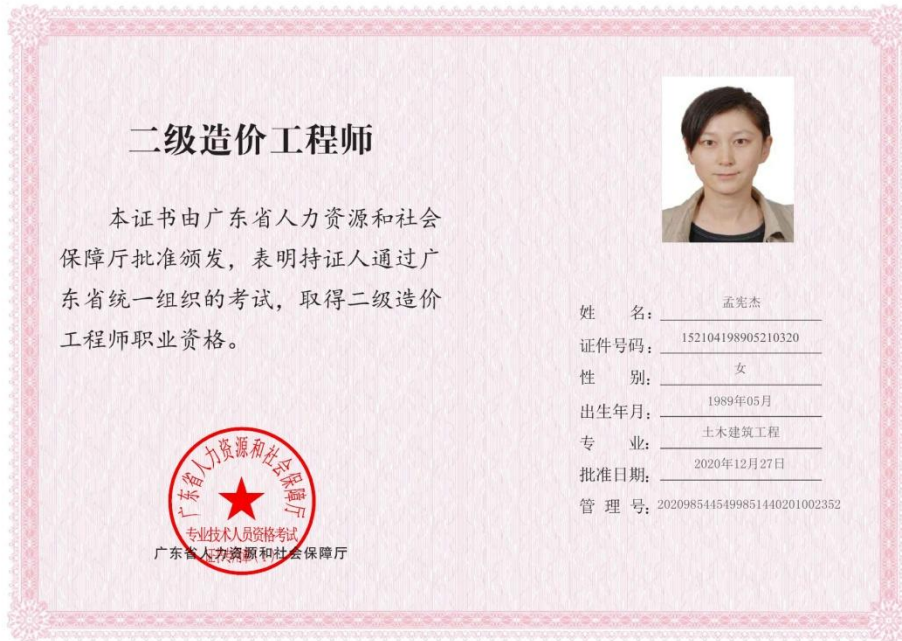 二级造价工程师
本证书由广东省人力资源和社会
保障厅批准颁发，表明持证人通过广
东省统一组织的考试，取得二级造价
工程师职业资格。
广东省人力资源和社会保障厅
专业技术人员资格考试
广东省人力资源和社会保障厅
姓 名：孟宪杰
证件号码：152104198905210320
性 别：女
出生年月：1989年05月
专 业：土木建筑工程
批准日期：2020年12月27日
管 理 号：20209854454998514402010​02352